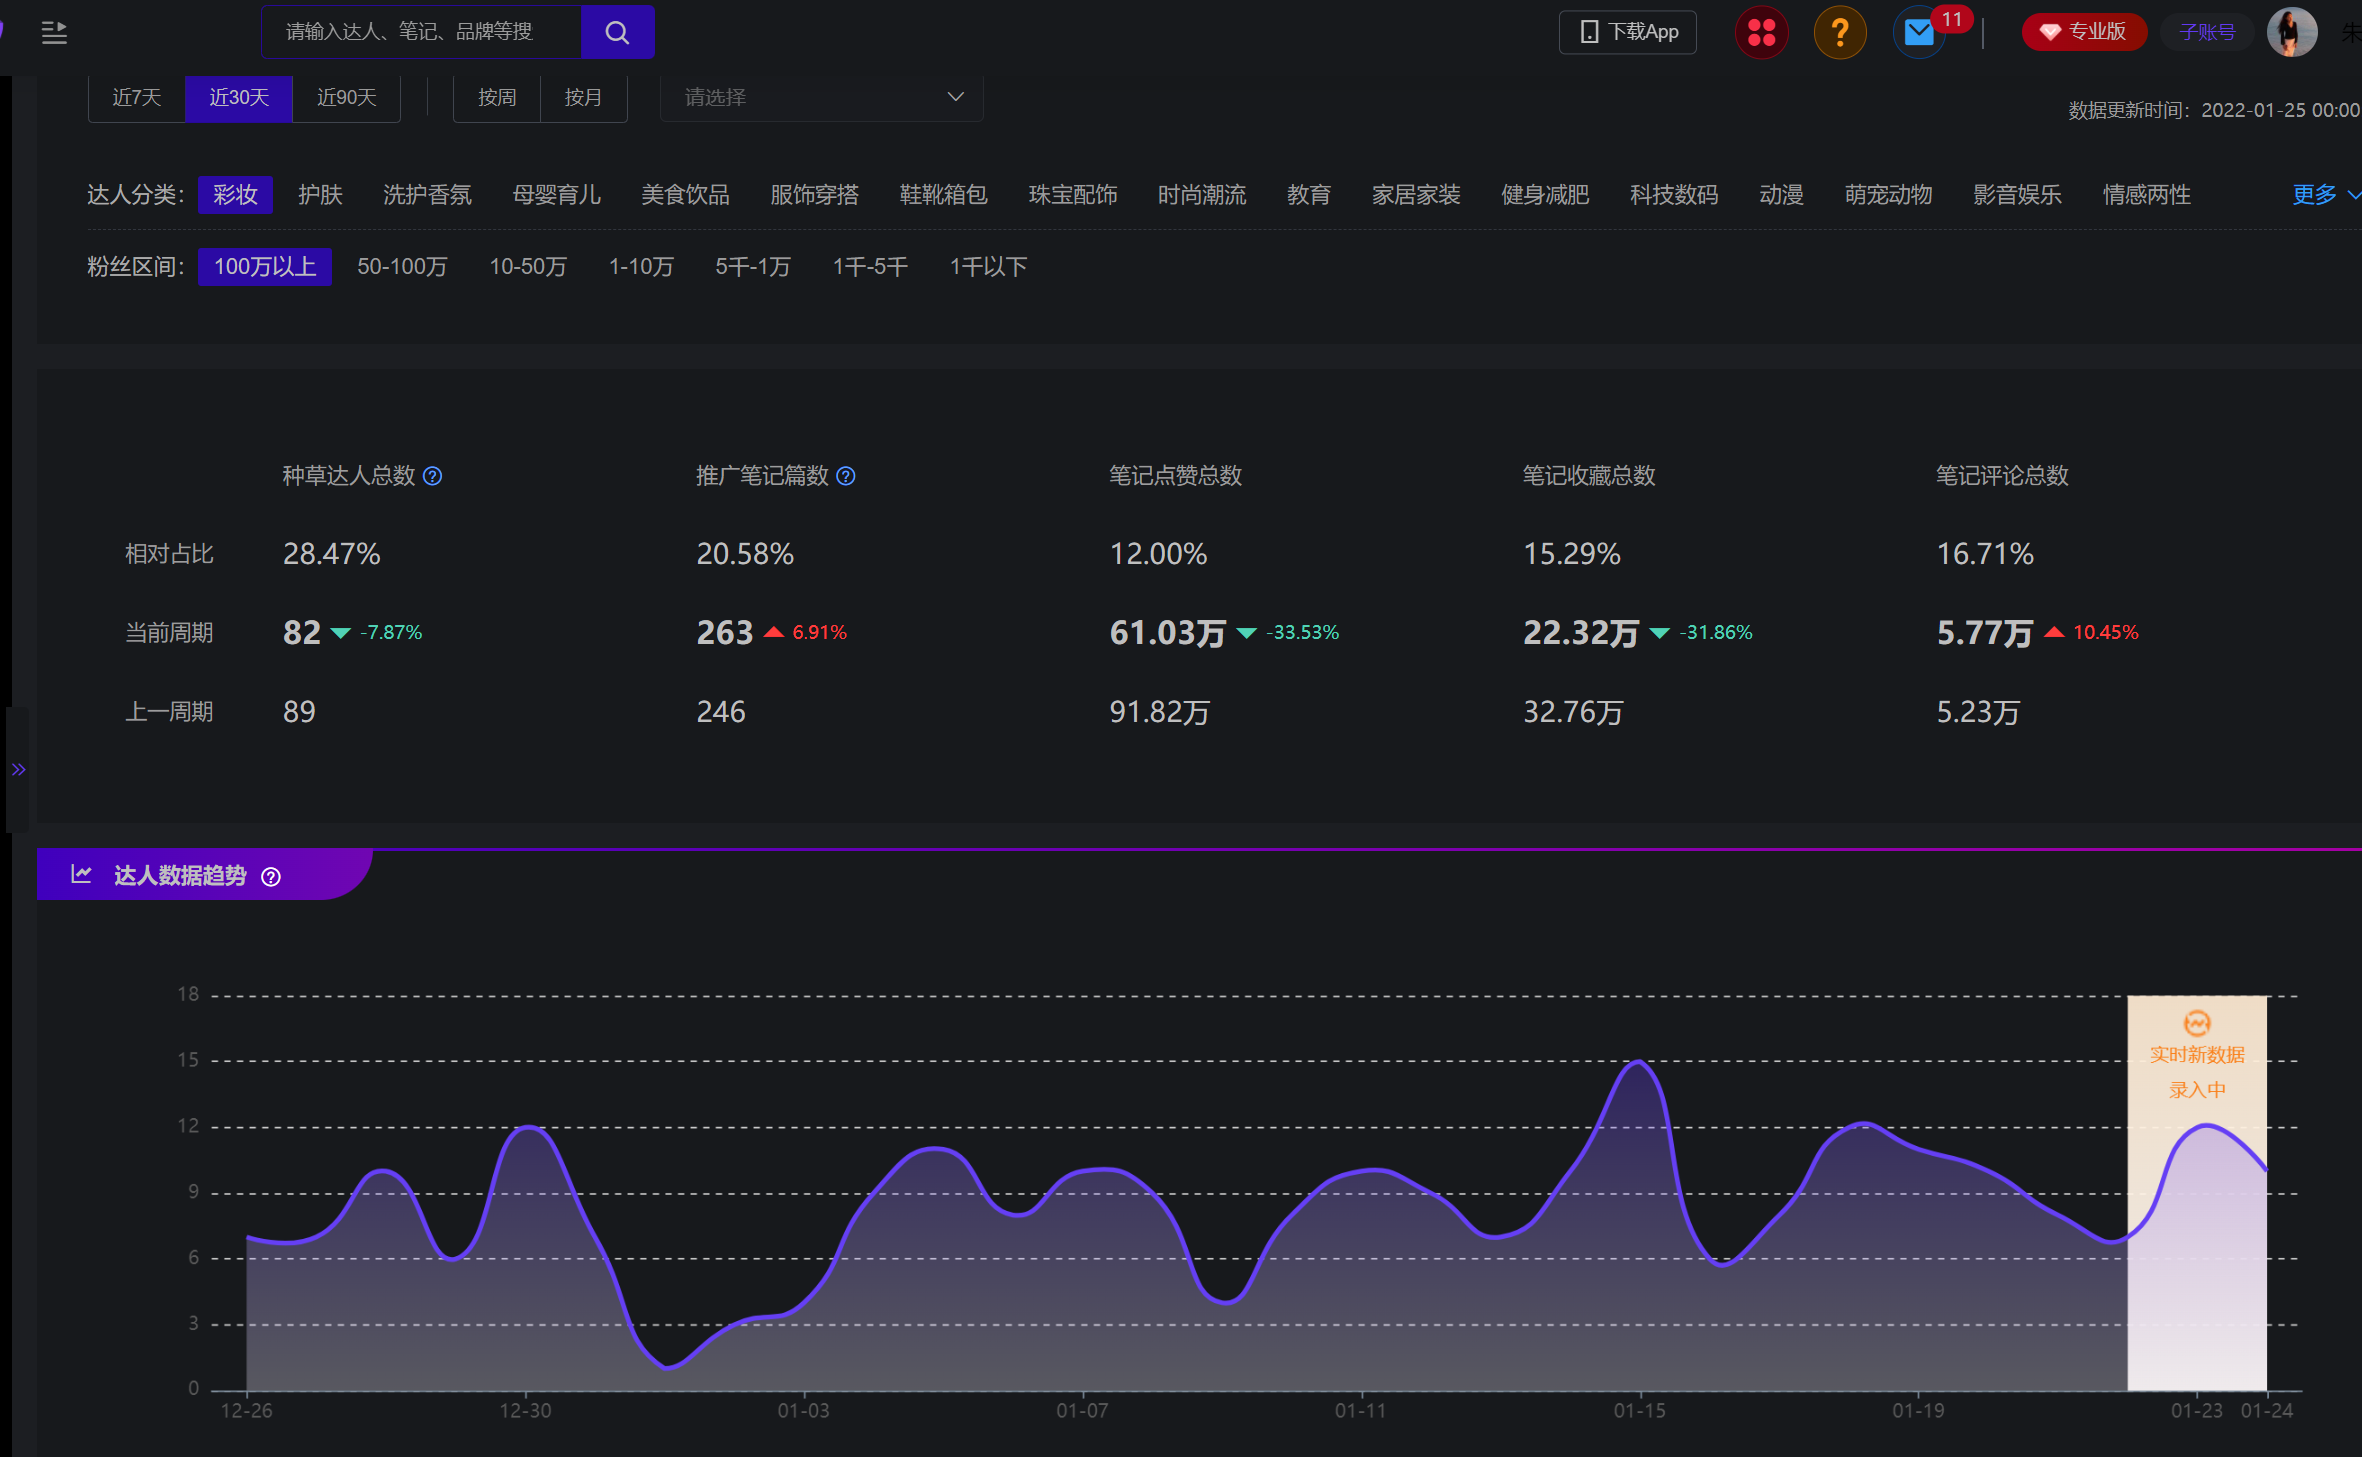 请输入达人、笔记、品牌等搜
下载App
11
专业版
子账号
朱
近7天
近30天
近90天
按周
按月
请选择
数据更新时间：2022-01-25 00:00
达人分类：
彩妆
护肤
洗护香氛
母婴育儿
美食饮品
服饰穿搭
鞋靴箱包
珠宝配饰
时尚潮流
教育
家居家装
健身减肥
科技数码
动漫
萌宠动物
影音娱乐
情感两性
更多
粉丝区间：
100万以上
50-100万
10-50万
1-10万
5千-1万
1千-5千
1千以下
种草达人总数
推广笔记篇数
笔记点赞总数
笔记收藏总数
笔记评论总数
相对占比
28.47%
20.58%
12.00%
15.29%
16.71%
当前周期
82 -7.87%
263 6.91%
61.03万 -33.53%
22.32万 -31.86%
5.77万 10.45%
上一周期
89
246
91.82万
32.76万
5.23万
达人数据趋势
18
15
12
9
6
3
0
实时新数据
录入中
12-26
12-30
01-03
01-07
01-11
01-15
01-19
01-23
01-24